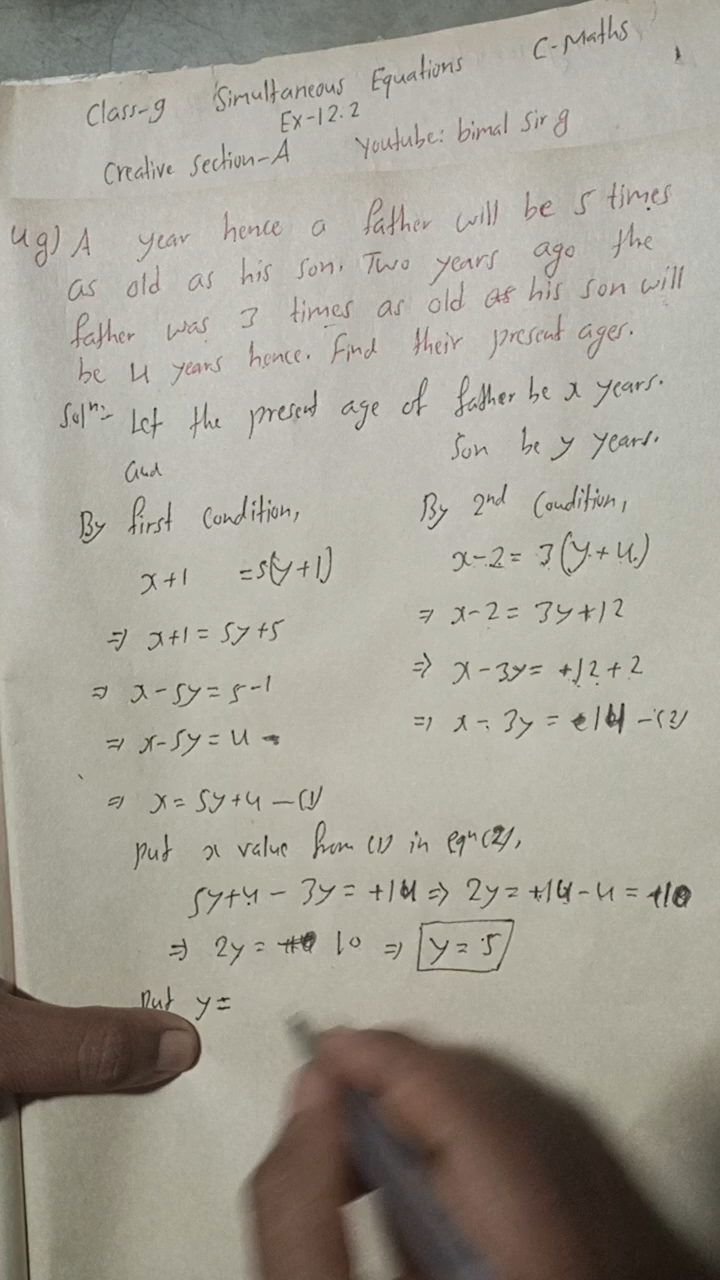 Class-9 Simultaneous Equations C-Maths
Ex-12.2
Creative section-A Youtube: bimal Sir g
4g) A year hence a father will be 5 times
as old as his son. Two years ago the
father was 3 times as old as his son will
be 4 years hence. Find their present ages.
Solⁿ:- Let the present age of father be x years.
and Son be y years.
By first condition,
x+1 = 5(y+1)
⇒ x+1 = 5y+5
⇒ x-5y = 5-1
⇒ x-5y = 4
⇒ x = 5y+4 -(1)
By 2nd Condition,
x-2 = 3(y+4)
⇒ x-2 = 3y+12
⇒ x-3y = +12+2
⇒ x-3y = 14 -(2)
put x value from (1) in eqⁿ(2),
5y+4-3y = +14 ⇒ 2y = +14-4 = +10
⇒ 2y = 10 ⇒ y = 5
Put y =